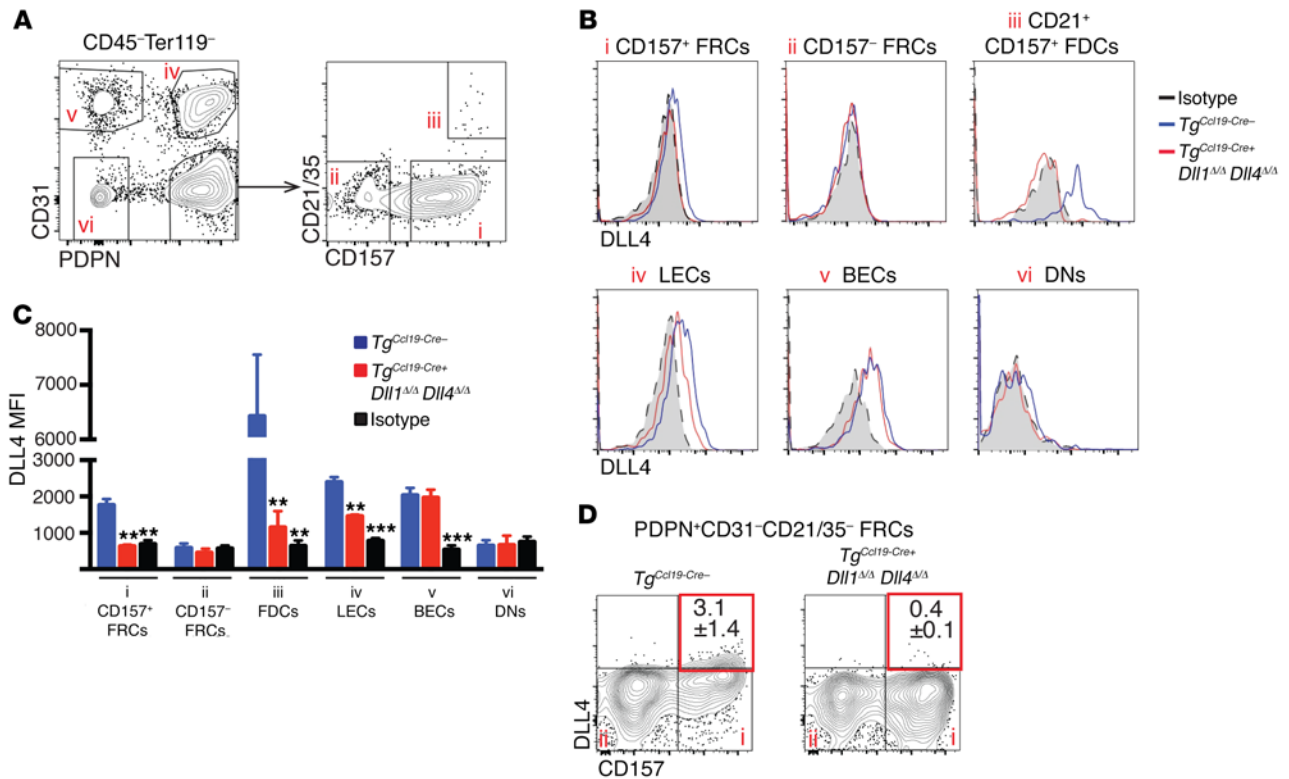 A
CD45⁻Ter119⁻
iv
v
vi
CD31
PDPN
iii
ii
i
CD21/35
CD157
B
i CD157⁺ FRCs
ii CD157⁻ FRCs
iii CD21⁺
CD157⁺ FDCs
DLL4
Isotype
Tg^Ccl19-Cre–
Tg^Ccl19-Cre+
Dll1^Δ/Δ Dll4^Δ/Δ
iv LECs
v BECs
vi DNs
DLL4
C
8000
7000
6000
3000
2000
1000
DLL4 MFI
Tg^Ccl19-Cre–
Tg^Ccl19-Cre+
Dll1^Δ/Δ Dll4^Δ/Δ
Isotype
** **
** **
** ***
***
i
CD157⁺
FRCs
ii
CD157⁻
FRCs.
iii
FDCs
iv
LECs
v
BECs
vi
DNs
D
PDPN⁺CD31⁻CD21/35⁻ FRCs
Tg^Ccl19-Cre–
Tg^Ccl19-Cre+
Dll1^Δ/Δ Dll4^Δ/Δ
3.1
±1.4
0.4
±0.1
ii
i
ii
i
DLL4
CD157